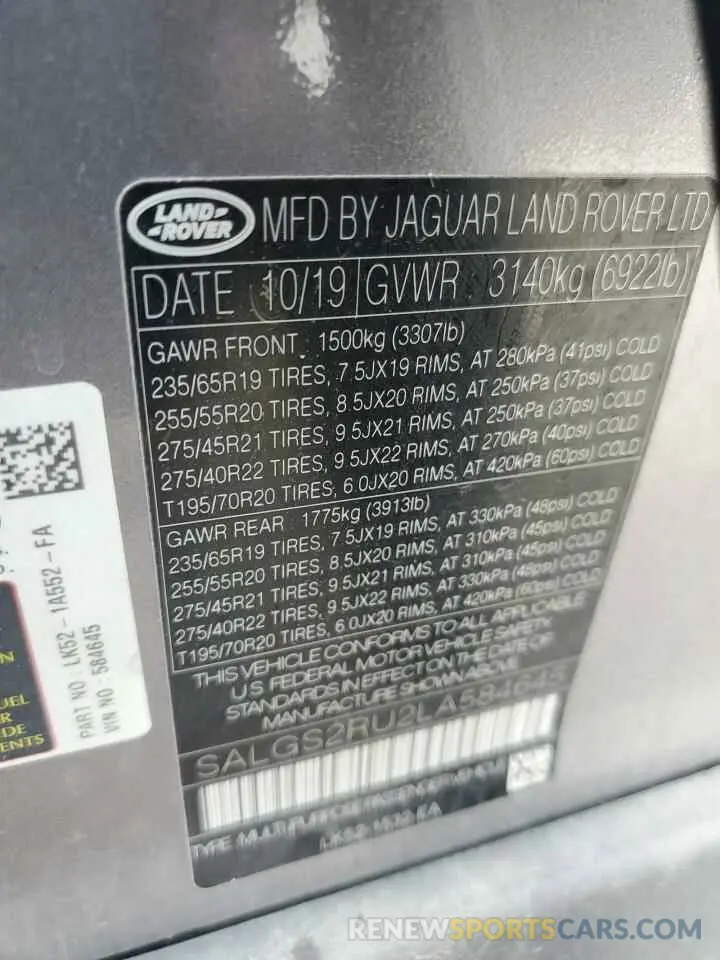 LAND-
-ROVER
MFD BY JAGUAR LAND ROVER LTD
DATE 10/19 GVWR 3140kg (6922lb)
GAWR FRONT. 1500kg (3307lb)
235/65R19 TIRES, 7.5JX19 RIMS, AT 280kPa (41psi) COLD
255/55R20 TIRES, 8.5JX20 RIMS, AT 250kPa (37psi) COLD
275/45R21 TIRES, 9.5JX21 RIMS, AT 250kPa (37psi) COLD
275/40R22 TIRES, 9.5JX22 RIMS, AT 270kPa (40psi) COLD
T195/70R20 TIRES, 6.0JX20 RIMS, AT 420kPa (60psi) COLD
GAWR REAR 1775kg (3913lb)
235/65R19 TIRES, 7.5JX19 RIMS, AT 330kPa (48psi) COLD
255/55R20 TIRES, 8.5JX20 RIMS, AT 310kPa (45psi) COLD
275/45R21 TIRES, 9.5JX21 RIMS, AT 310kPa (45psi) COLD
275/40R22 TIRES, 9.5JX22 RIMS, AT 330kPa (48psi) COLD
T195/70R20 TIRES, 6.0JX20 RIMS, AT 420kPa (60psi) COLD
THIS VEHICLE CONFORMS TO ALL APPLICABLE
U.S. FEDERAL MOTOR VEHICLE SAFETY
STANDARDS IN EFFECT ON THE DATE OF
MANUFACTURE SHOWN ABOVE.
SALGS2RU2LA584645
TYPE MULTIPURPOSE PASSENGER VEHICLE
PART NO: LK52-1A552-FA
VIN NO: 584645
RENEWSPORTSCARS.COM